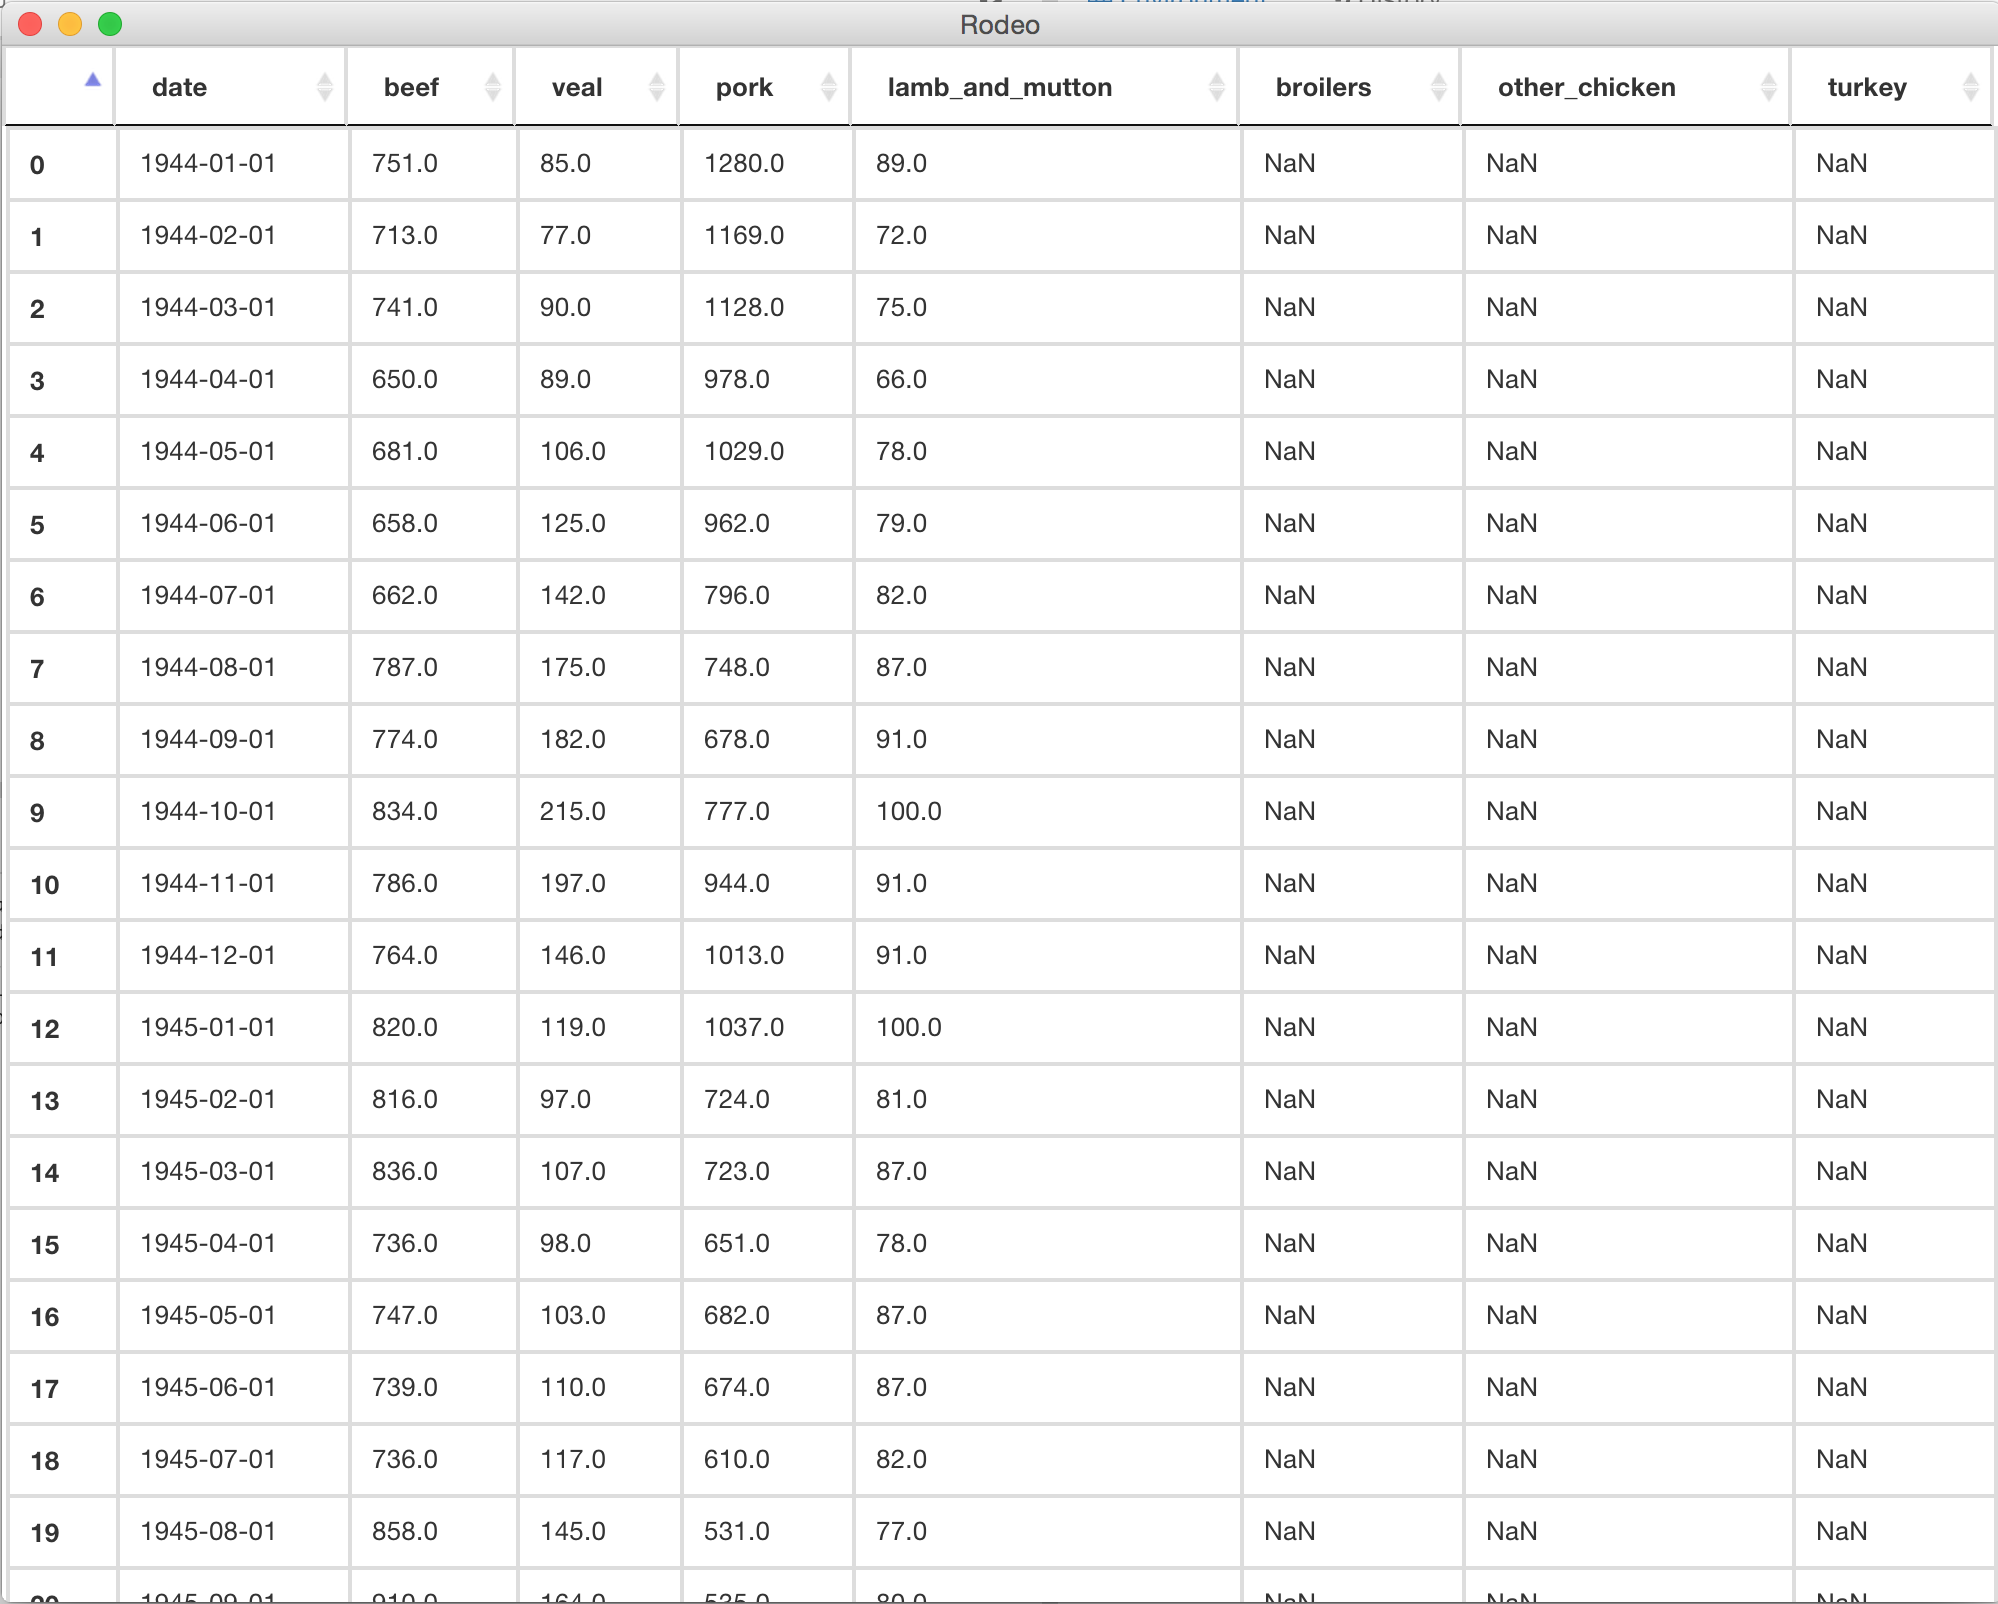 Rodeo
date beef veal pork lamb_and_mutton broilers other_chicken turkey
0 1944-01-01 751.0 85.0 1280.0 89.0 NaN NaN NaN
1 1944-02-01 713.0 77.0 1169.0 72.0 NaN NaN NaN
2 1944-03-01 741.0 90.0 1128.0 75.0 NaN NaN NaN
3 1944-04-01 650.0 89.0 978.0 66.0 NaN NaN NaN
4 1944-05-01 681.0 106.0 1029.0 78.0 NaN NaN NaN
5 1944-06-01 658.0 125.0 962.0 79.0 NaN NaN NaN
6 1944-07-01 662.0 142.0 796.0 82.0 NaN NaN NaN
7 1944-08-01 787.0 175.0 748.0 87.0 NaN NaN NaN
8 1944-09-01 774.0 182.0 678.0 91.0 NaN NaN NaN
9 1944-10-01 834.0 215.0 777.0 100.0 NaN NaN NaN
10 1944-11-01 786.0 197.0 944.0 91.0 NaN NaN NaN
11 1944-12-01 764.0 146.0 1013.0 91.0 NaN NaN NaN
12 1945-01-01 820.0 119.0 1037.0 100.0 NaN NaN NaN
13 1945-02-01 816.0 97.0 724.0 81.0 NaN NaN NaN
14 1945-03-01 836.0 107.0 723.0 87.0 NaN NaN NaN
15 1945-04-01 736.0 98.0 651.0 78.0 NaN NaN NaN
16 1945-05-01 747.0 103.0 682.0 87.0 NaN NaN NaN
17 1945-06-01 739.0 110.0 674.0 87.0 NaN NaN NaN
18 1945-07-01 736.0 117.0 610.0 82.0 NaN NaN NaN
19 1945-08-01 858.0 145.0 531.0 77.0 NaN NaN NaN